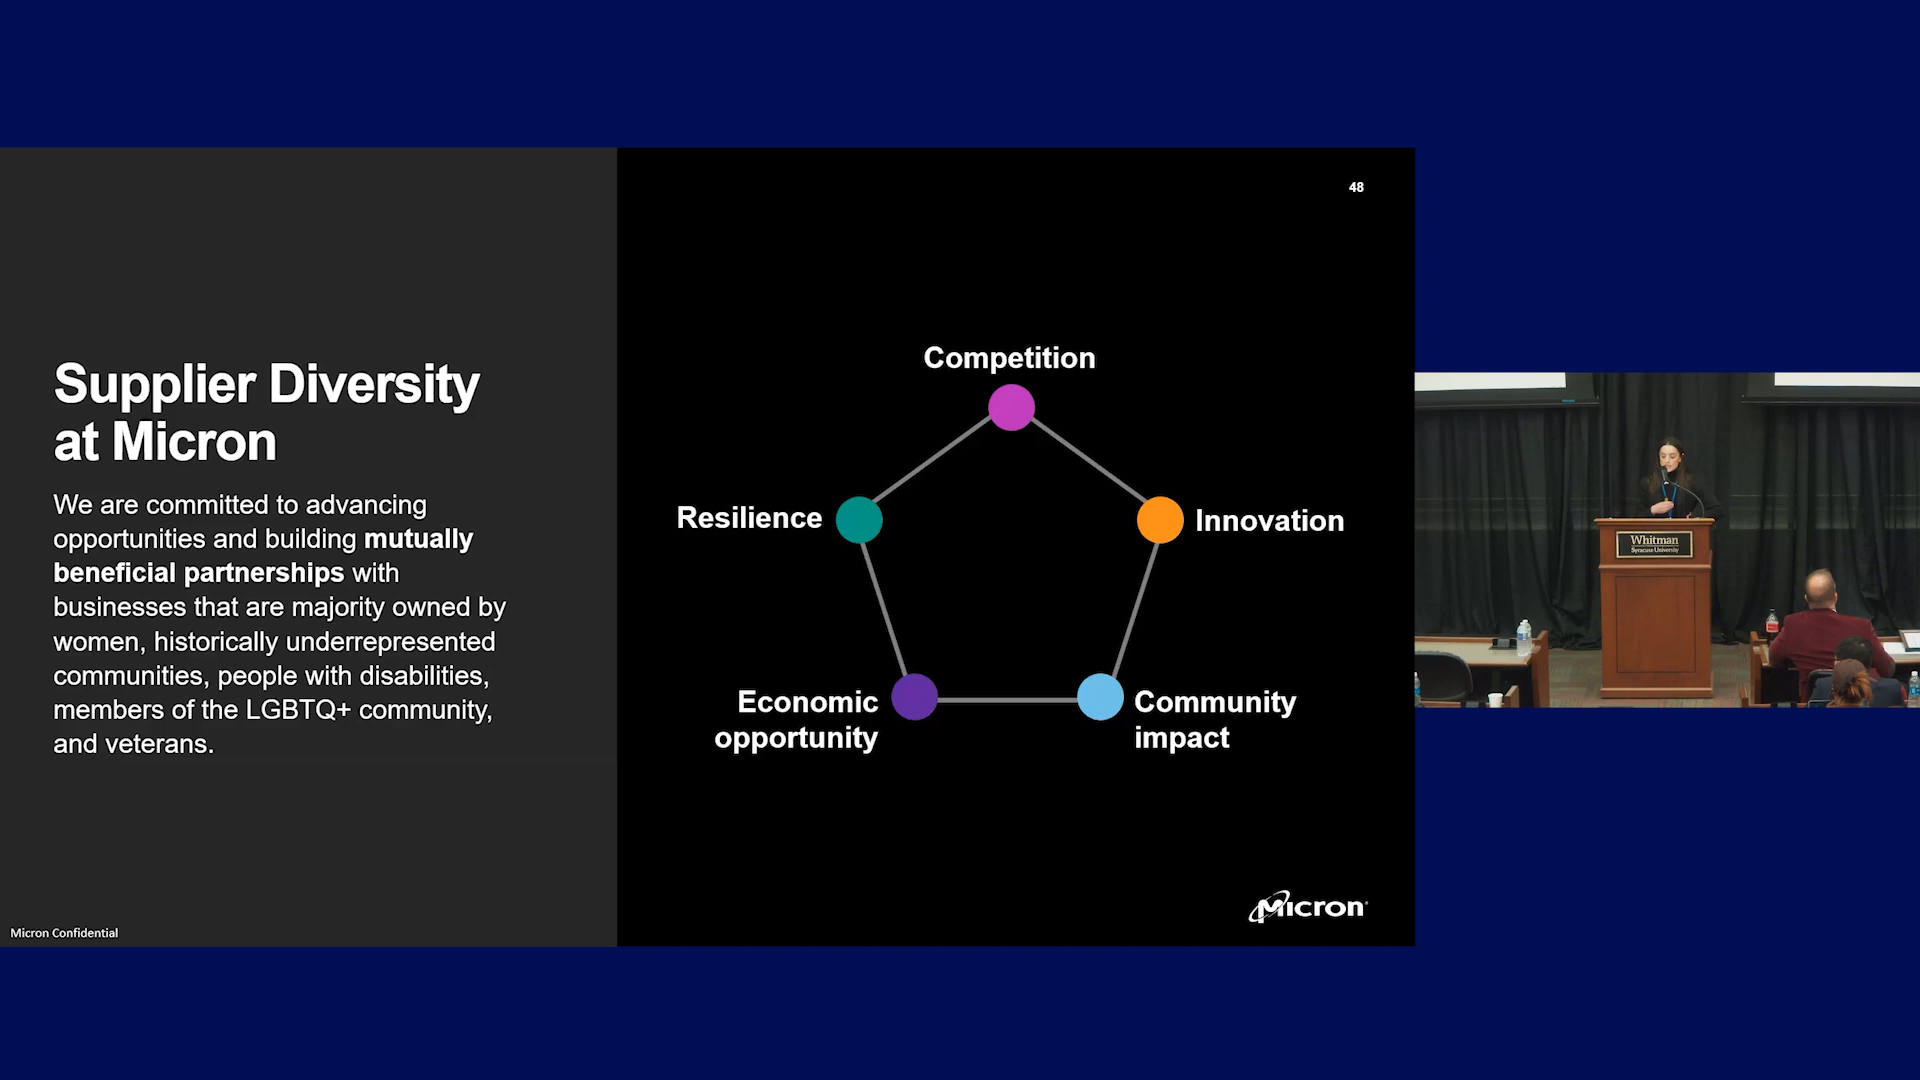 48
Supplier Diversity
at Micron
We are committed to advancing
opportunities and building mutually
beneficial partnerships with
businesses that are majority owned by
women, historically underrepresented
communities, people with disabilities,
members of the LGBTQ+ community,
and veterans.
Competition
Resilience
Innovation
Economic
opportunity
Community
impact
Micron Confidential
Micron
Whitman
Syracuse University